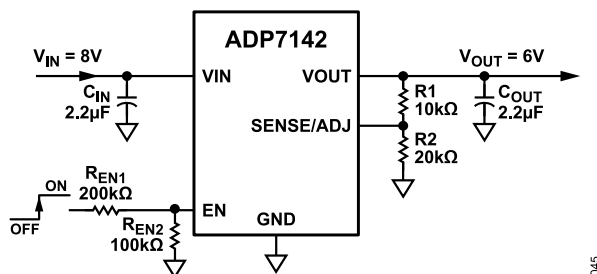 ADP7142
V_IN = 8V
VIN
VOUT
V_OUT = 6V
C_IN
2.2µF
R1
10kΩ
C_OUT
2.2µF
SENSE/ADJ
R2
20kΩ
ON
OFF
R_EN1
200kΩ
EN
R_EN2
100kΩ
GND
045